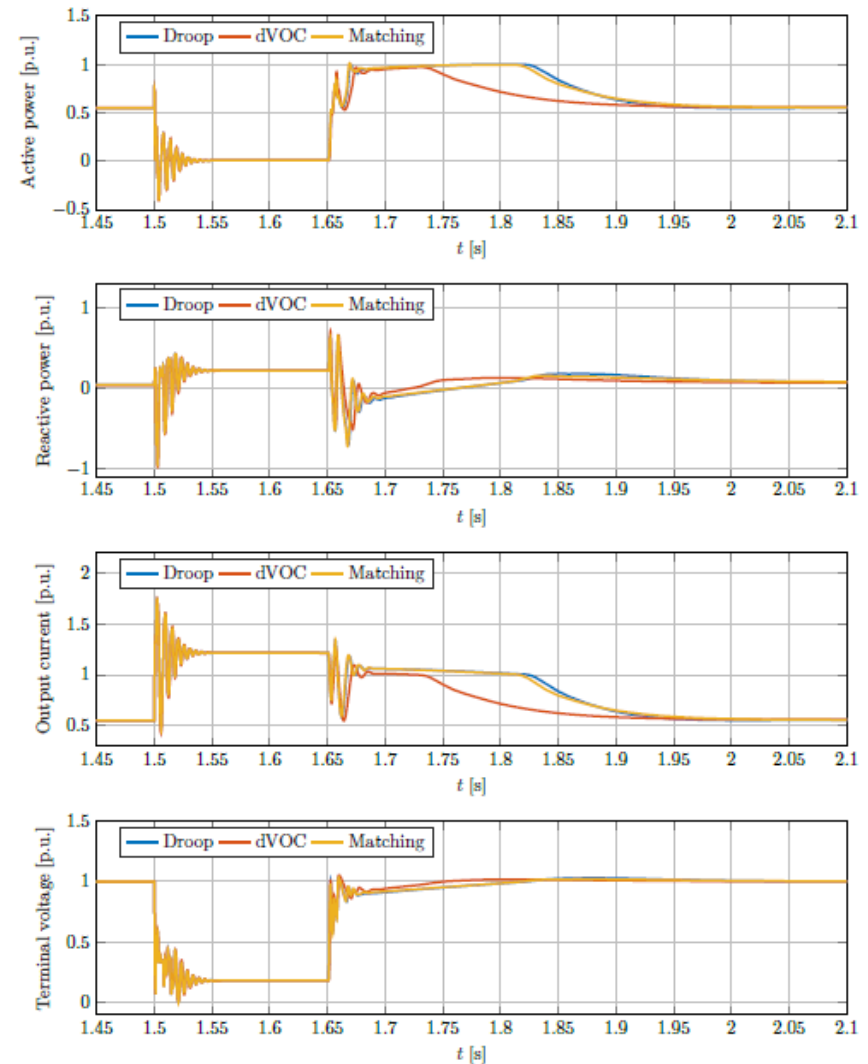 Active power [p.u.]
1.5
1
0.5
0
−0.5
Droop dVOC Matching
1.45 1.5 1.55 1.6 1.65 1.7 1.75 1.8 1.85 1.9 1.95 2 2.05 2.1
t [s]
Reactive power [p.u.]
1
0
−1
Droop dVOC Matching
1.45 1.5 1.55 1.6 1.65 1.7 1.75 1.8 1.85 1.9 1.95 2 2.05 2.1
t [s]
Output current [p.u.]
2
1.5
1
0.5
Droop dVOC Matching
1.45 1.5 1.55 1.6 1.65 1.7 1.75 1.8 1.85 1.9 1.95 2 2.05 2.1
t [s]
Terminal voltage [p.u.]
1.5
1
0.5
0
Droop dVOC Matching
1.45 1.5 1.55 1.6 1.65 1.7 1.75 1.8 1.85 1.9 1.95 2 2.05 2.1
t [s]